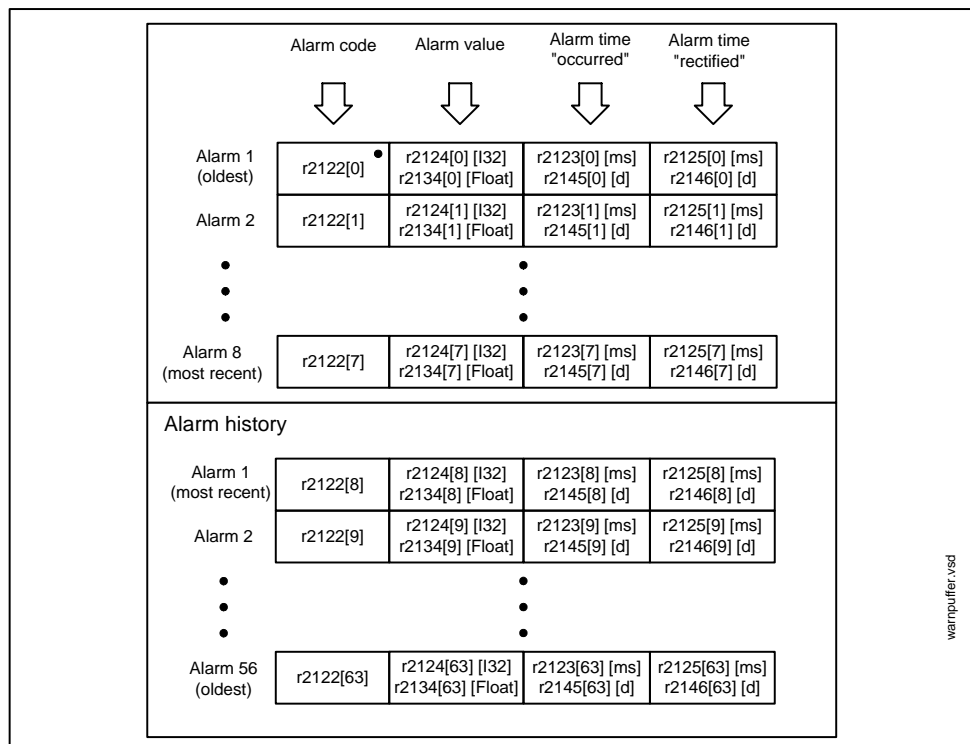 Alarm code Alarm value Alarm time "occurred" Alarm time "rectified"
Alarm 1 (oldest) r2122[0] r2124[0] [I32] r2123[0] [ms] r2125[0] [ms]
r2134[0] [Float] r2145[0] [d] r2146[0] [d]
Alarm 2 r2122[1] r2124[1] [I32] r2123[1] [ms] r2125[1] [ms]
r2134[1] [Float] r2145[1] [d] r2146[1] [d]
Alarm 8 (most recent) r2122[7] r2124[7] [I32] r2123[7] [ms] r2125[7] [ms]
r2134[7] [Float] r2145[7] [d] r2146[7] [d]
Alarm history
Alarm 1 (most recent) r2122[8] r2124[8] [I32] r2123[8] [ms] r2125[8] [ms]
r2134[8] [Float] r2145[8] [d] r2146[8] [d]
Alarm 2 r2122[9] r2124[9] [I32] r2123[9] [ms] r2125[9] [ms]
r2134[9] [Float] r2145[9] [d] r2146[9] [d]
Alarm 56 (oldest) r2122[63] r2124[63] [I32] r2123[63] [ms] r2125[63] [ms]
r2134[63] [Float] r2145[63] [d] r2146[63] [d]
warnpuffer.vsd